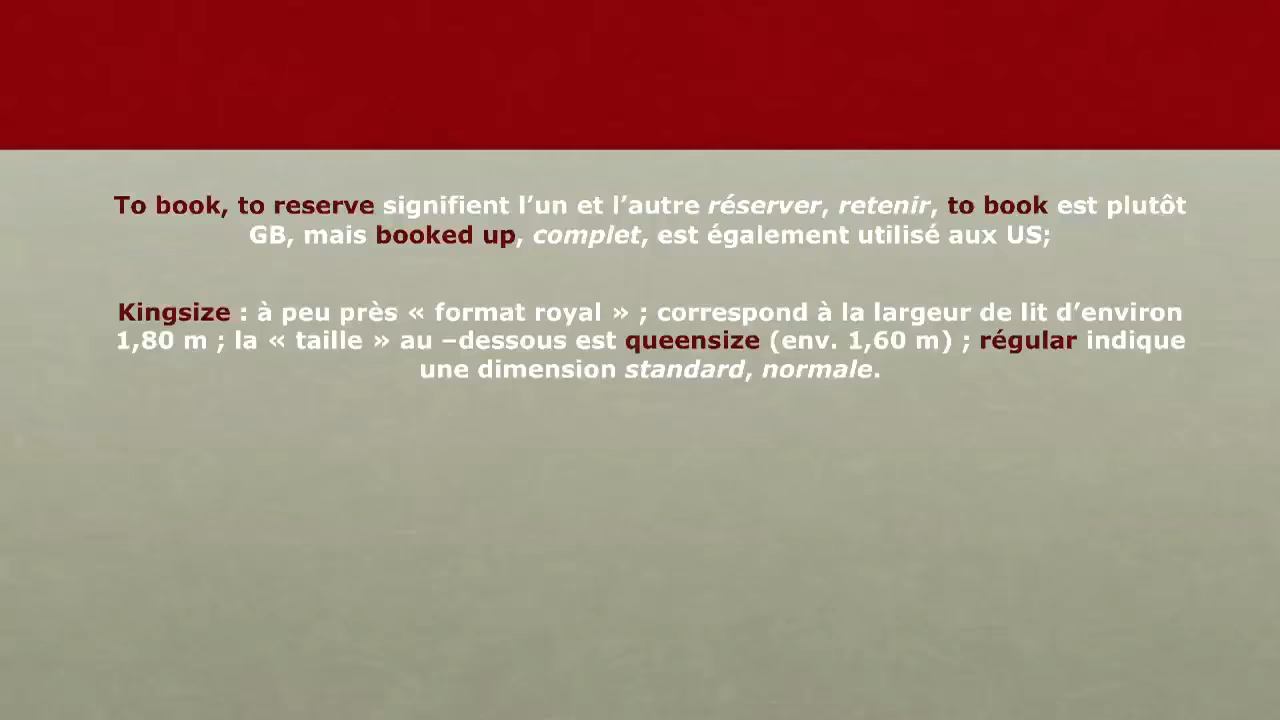 To book, to reserve signifient l’un et l’autre réserver, retenir, to book est plutôt
GB, mais booked up, complet, est également utilisé aux US;
Kingsize : à peu près « format royal » ; correspond à la largeur de lit d’environ
1,80 m ; la « taille » au –dessous est queensize (env. 1,60 m) ; régular indique
une dimension standard, normale.